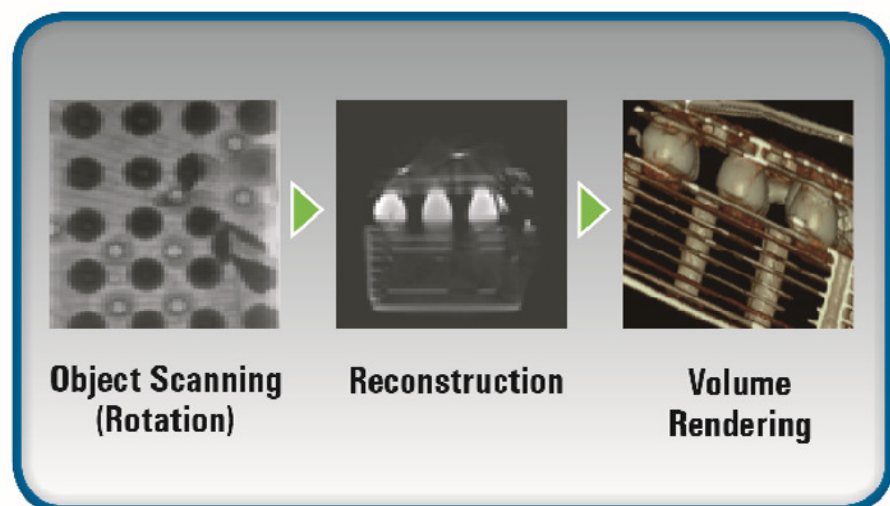 Object Scanning
(Rotation)
Reconstruction
Volume
Rendering